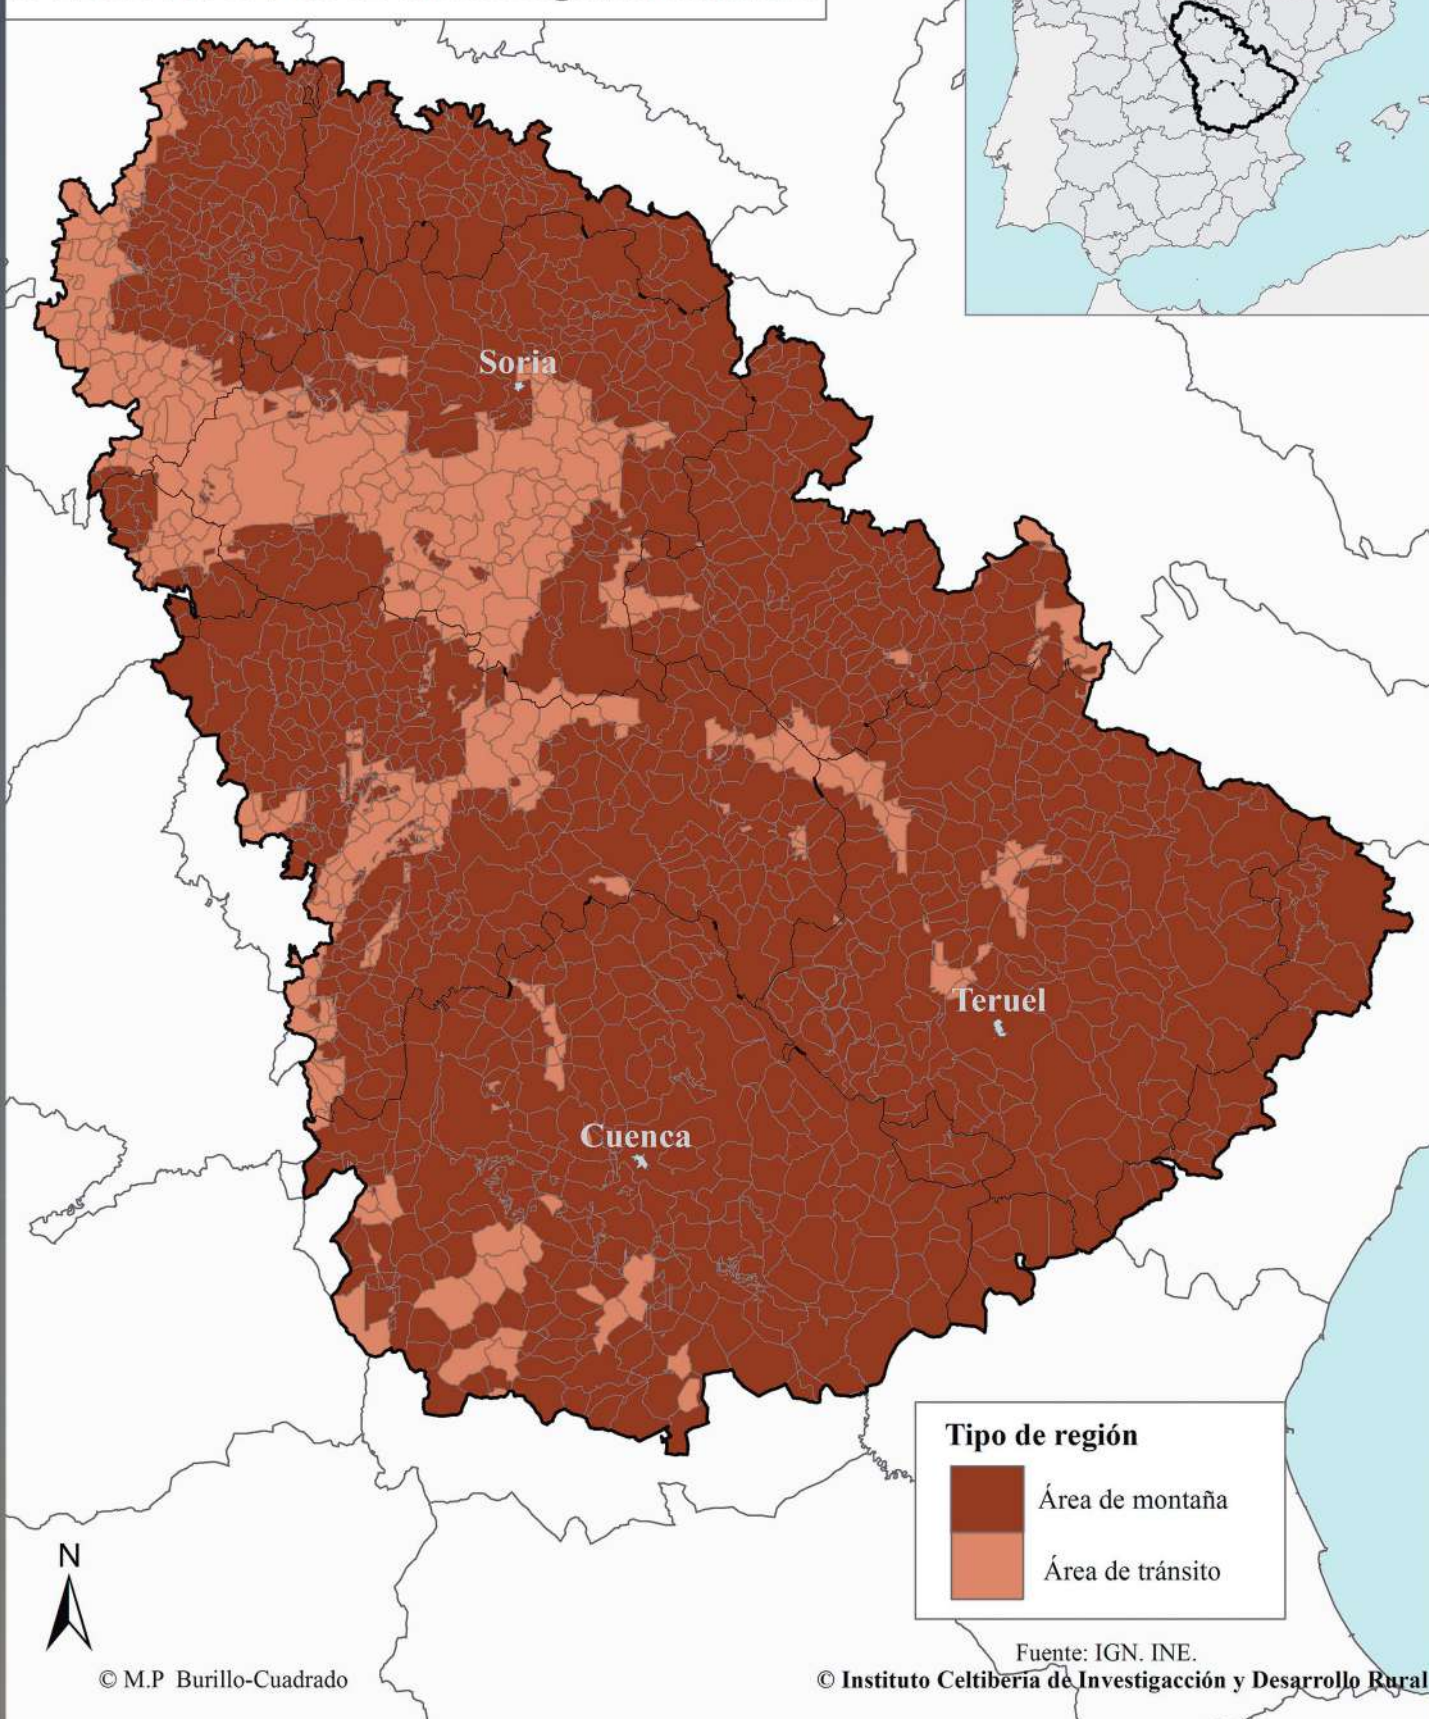 Soria
Teruel
Cuenca
Tipo de región
Área de montaña
Área de tránsito
N
Fuente: IGN. INE.
© M.P Burillo-Cuadrado
© Instituto Celtiberia de Investigacción y Desarrollo Rural